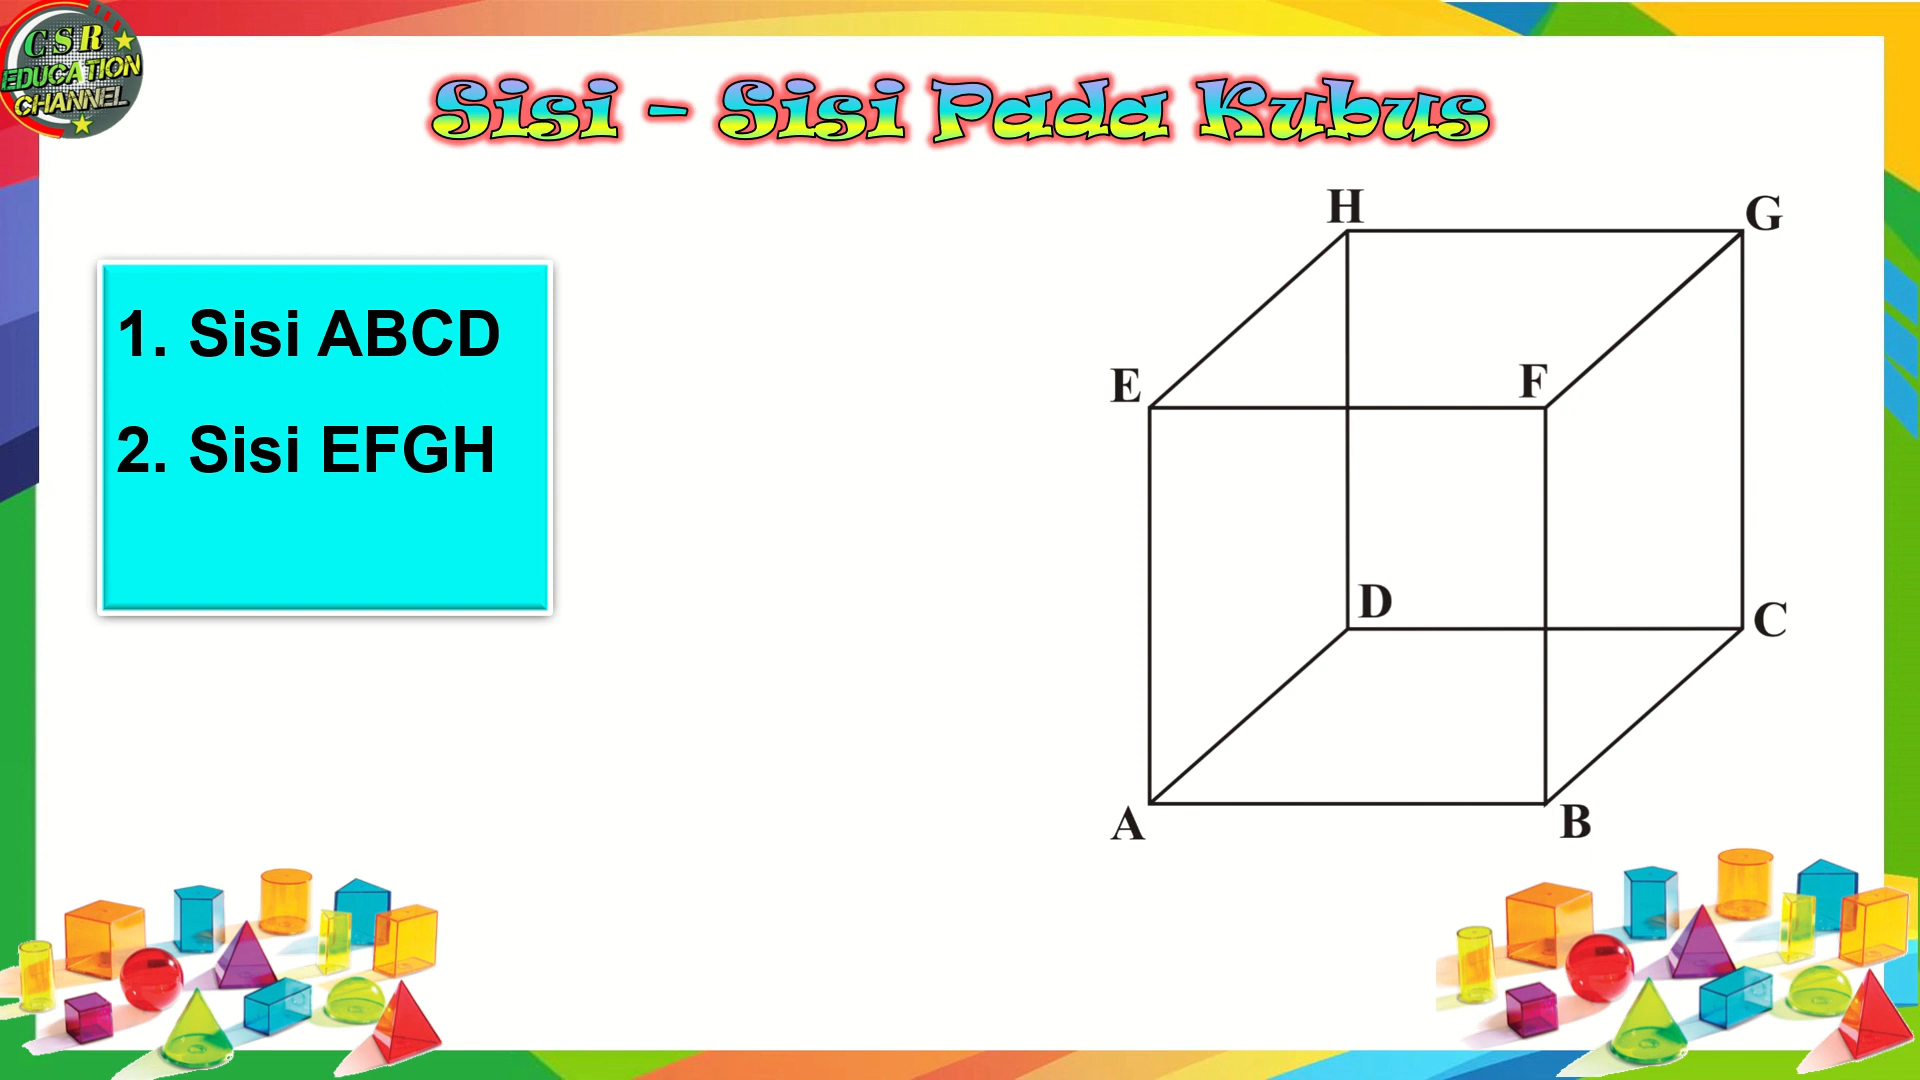 CSR
EDUCATION
CHANNEL
Sisi - Sisi Pada Kubus
1. Sisi ABCD
2. Sisi EFGH
H
G
E
F
D
C
A
B